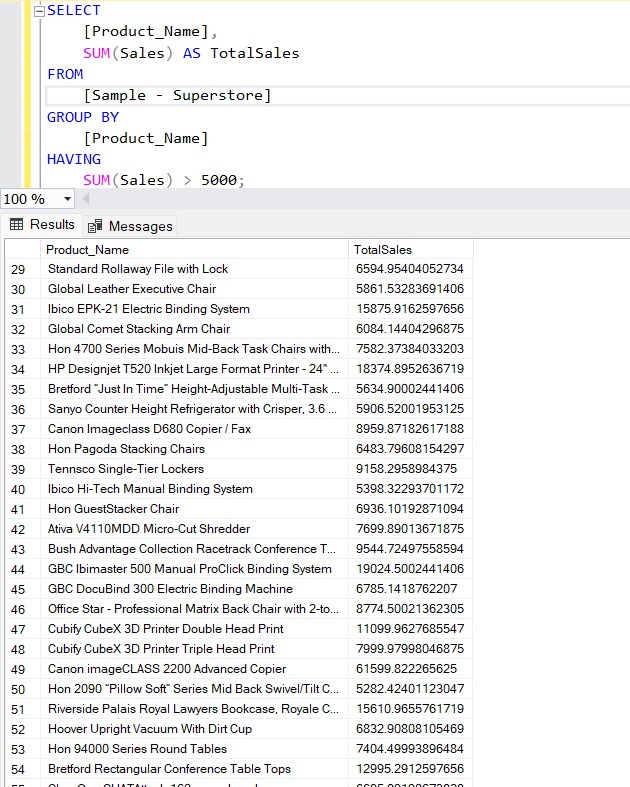 SELECT
[Product_Name],
SUM(Sales) AS TotalSales
FROM
[Sample - Superstore]
GROUP BY
[Product_Name]
HAVING
SUM(Sales) > 5000;
100 %
Results Messages
Product_Name TotalSales
29 Standard Rollaway File with Lock 6594.95404052734
30 Global Leather Executive Chair 5861.53283691406
31 Ibico EPK-21 Electric Binding System 15875.9162597656
32 Global Comet Stacking Arm Chair 6084.14404296875
33 Hon 4700 Series Mobuis Mid-Back Task Chairs with... 7582.37384033203
34 HP Designjet T520 Inkjet Large Format Printer - 24" ... 18374.8952636719
35 Bretford “Just In Time” Height-Adjustable Multi-Task ... 5634.90002441406
36 Sanyo Counter Height Refrigerator with Crisper, 3.6 ... 5906.52001953125
37 Canon Imageclass D680 Copier / Fax 8959.87182617188
38 Hon Pagoda Stacking Chairs 6483.79608154297
39 Tennsco Single-Tier Lockers 9158.2958984375
40 Ibico Hi-Tech Manual Binding System 5398.32293701172
41 Hon GuestStacker Chair 6936.10192871094
42 Ativa V4110MDD Micro-Cut Shredder 7699.89013671875
43 Bush Advantage Collection Racetrack Conference T... 9544.72497558594
44 GBC Ibimaster 500 Manual ProClick Binding System 19024.5002441406
45 GBC DocuBind 300 Electric Binding Machine 6785.1418762207
46 Office Star - Professional Matrix Back Chair with 2-to... 8774.50021362305
47 Cubify CubeX 3D Printer Double Head Print 11099.9627685547
48 Cubify CubeX 3D Printer Triple Head Print 7999.97998046875
49 Canon imageCLASS 2200 Advanced Copier 61599.822265625
50 Hon 2090 “Pillow Soft” Series Mid Back Swivel/Tilt C... 5282.42401123047
51 Riverside Palais Royal Lawyers Bookcase, Royale C... 15610.9655761719
52 Hoover Upright Vacuum With Dirt Cup 6832.90808105469
53 Hon 94000 Series Round Tables 7404.49993896484
54 Bretford Rectangular Conference Table Tops 12995.2912597656